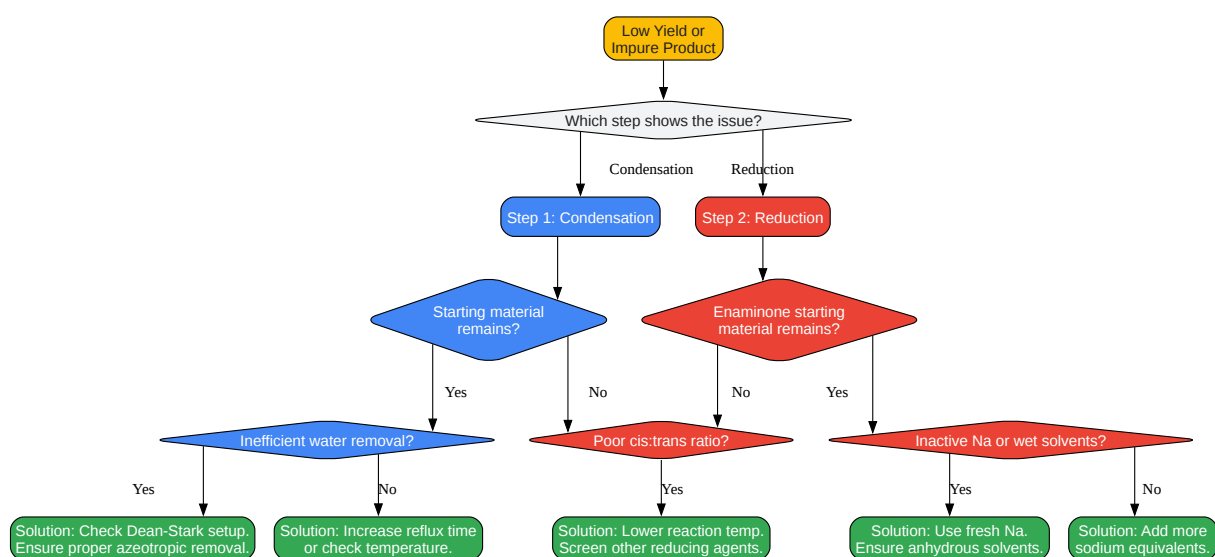 Low Yield or
Impure Product
Which step shows the issue?
Condensation
Reduction
Step 1: Condensation
Step 2: Reduction
Starting material
remains?
Enaminone starting
material remains?
Yes
No
No
Yes
Inefficient water removal?
Poor cis:trans ratio?
Inactive Na or wet solvents?
Yes
No
Yes
Yes
No
Solution: Check Dean-Stark setup.
Ensure proper azeotropic removal.
Solution: Increase reflux time
or check temperature.
Solution: Lower reaction temp.
Screen other reducing agents.
Solution: Use fresh Na.
Ensure anhydrous solvents.
Solution: Add more
sodium equivalents.